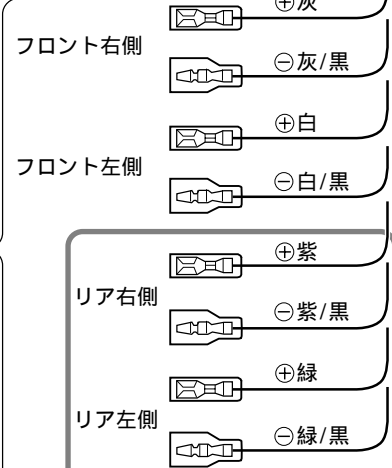 ⊕灰
フロント右側
⊖灰/黒
⊕白
フロント左側
⊖白/黒
⊕紫
リア右側
⊖紫/黒
⊕緑
リア左側
⊖緑/黒